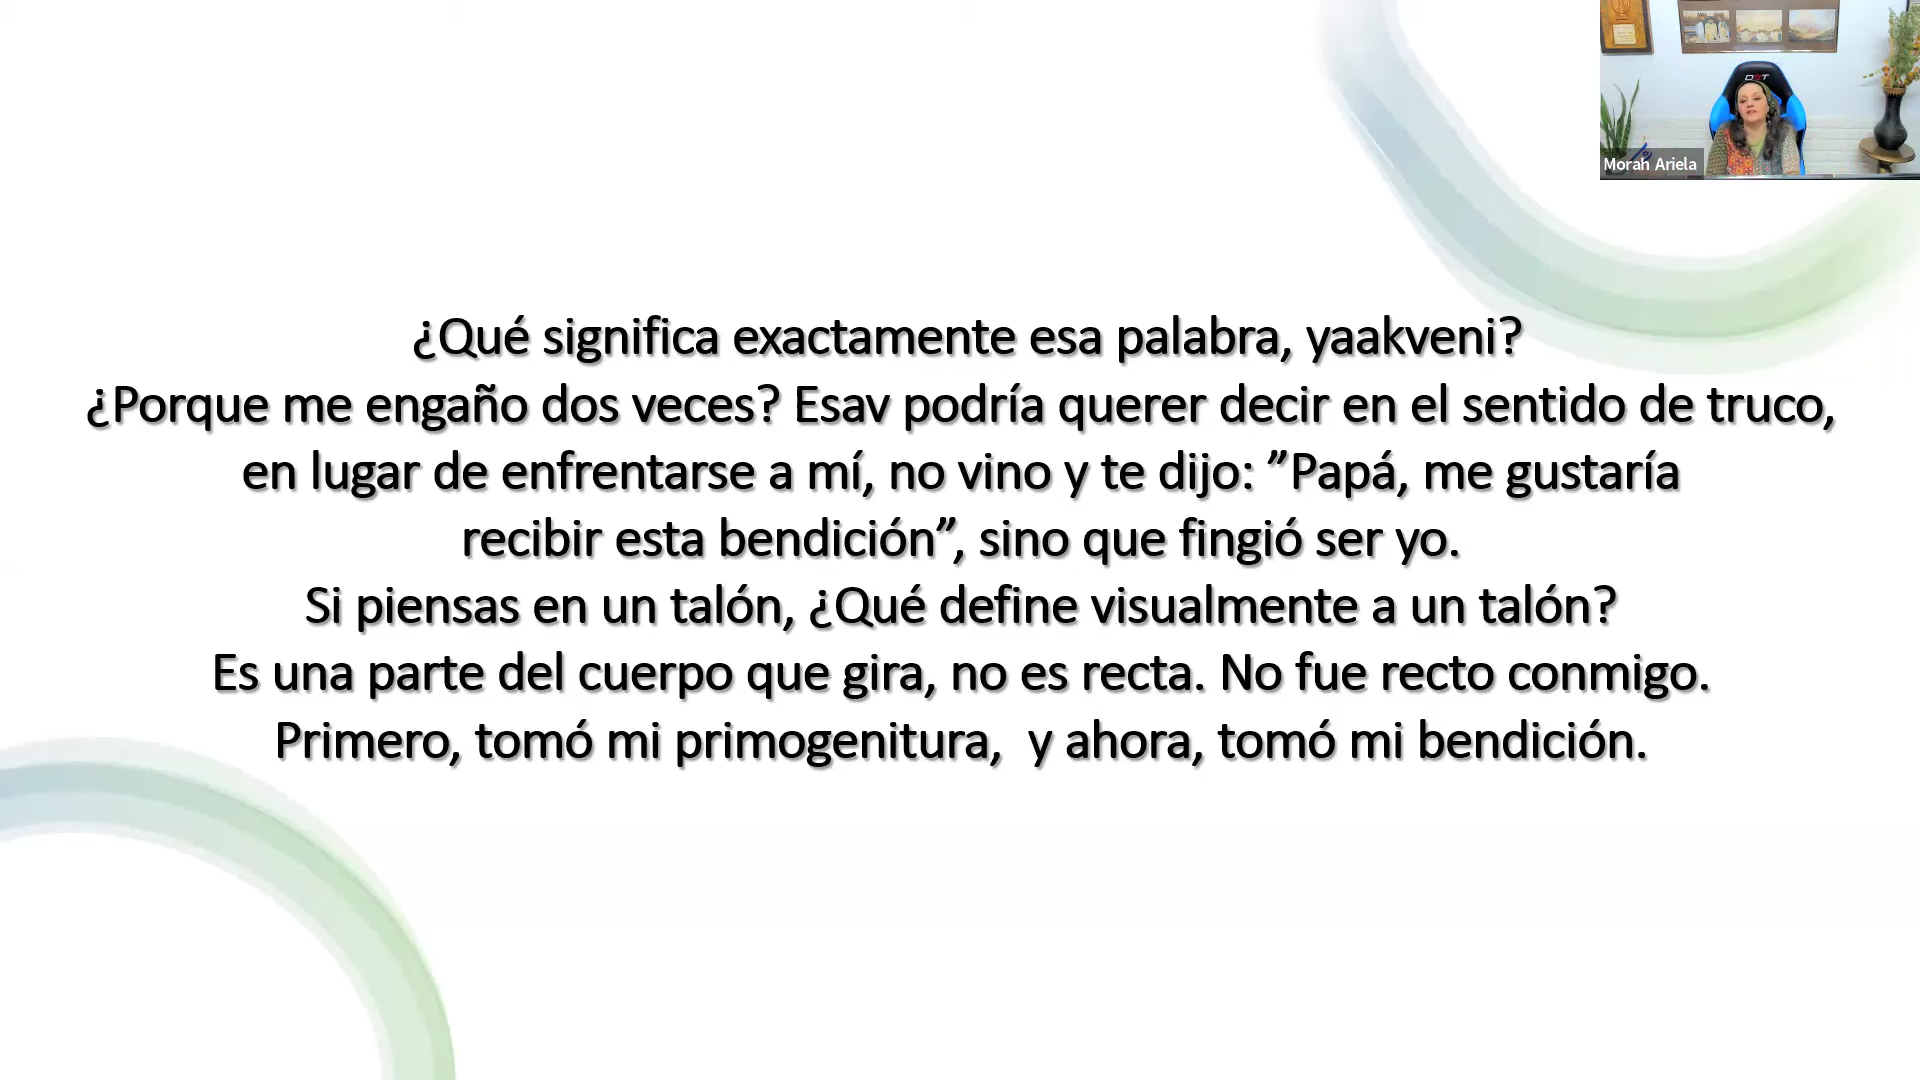 Morah Ariela
¿Qué significa exactamente esa palabra, yaakveni?
¿Porque me engaño dos veces? Esav podría querer decir en el sentido de truco,
en lugar de enfrentarse a mí, no vino y te dijo: ”Papá, me gustaría
recibir esta bendición”, sino que fingió ser yo.
Si piensas en un talón, ¿Qué define visualmente a un talón?
Es una parte del cuerpo que gira, no es recta. No fue recto conmigo.
Primero, tomó mi primogenitura,  y ahora, tomó mi bendición.